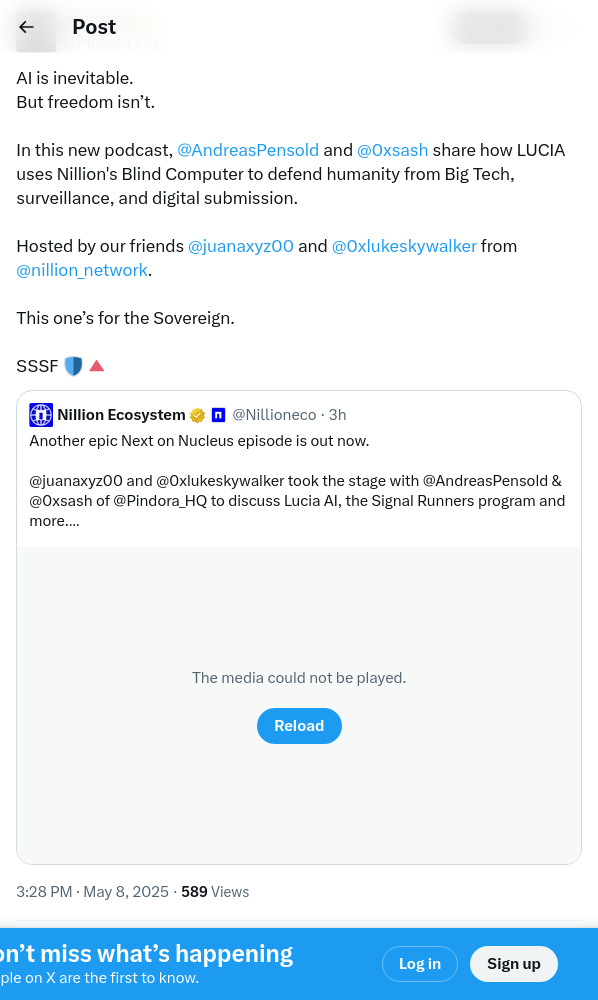 Post
AI is inevitable.
But freedom isn’t.
In this new podcast, @AndreasPensold and @0xsash share how LUCIA
uses Nillion's Blind Computer to defend humanity from Big Tech,
surveillance, and digital submission.
Hosted by our friends @juanaxyz00 and @0xlukeskywalker from
@nillion_network.
This one’s for the Sovereign.
SSSF
Nillion Ecosystem @Nillioneco · 3h
Another epic Next on Nucleus episode is out now.
@juanaxyz00 and @0xlukeskywalker took the stage with @AndreasPensold &
@0xsash of @Pindora_HQ to discuss Lucia AI, the Signal Runners program and
more....
The media could not be played.
Reload
3:28 PM · May 8, 2025 · 589 Views
on’t miss what’s happening
ple on X are the first to know.
Log in
Sign up